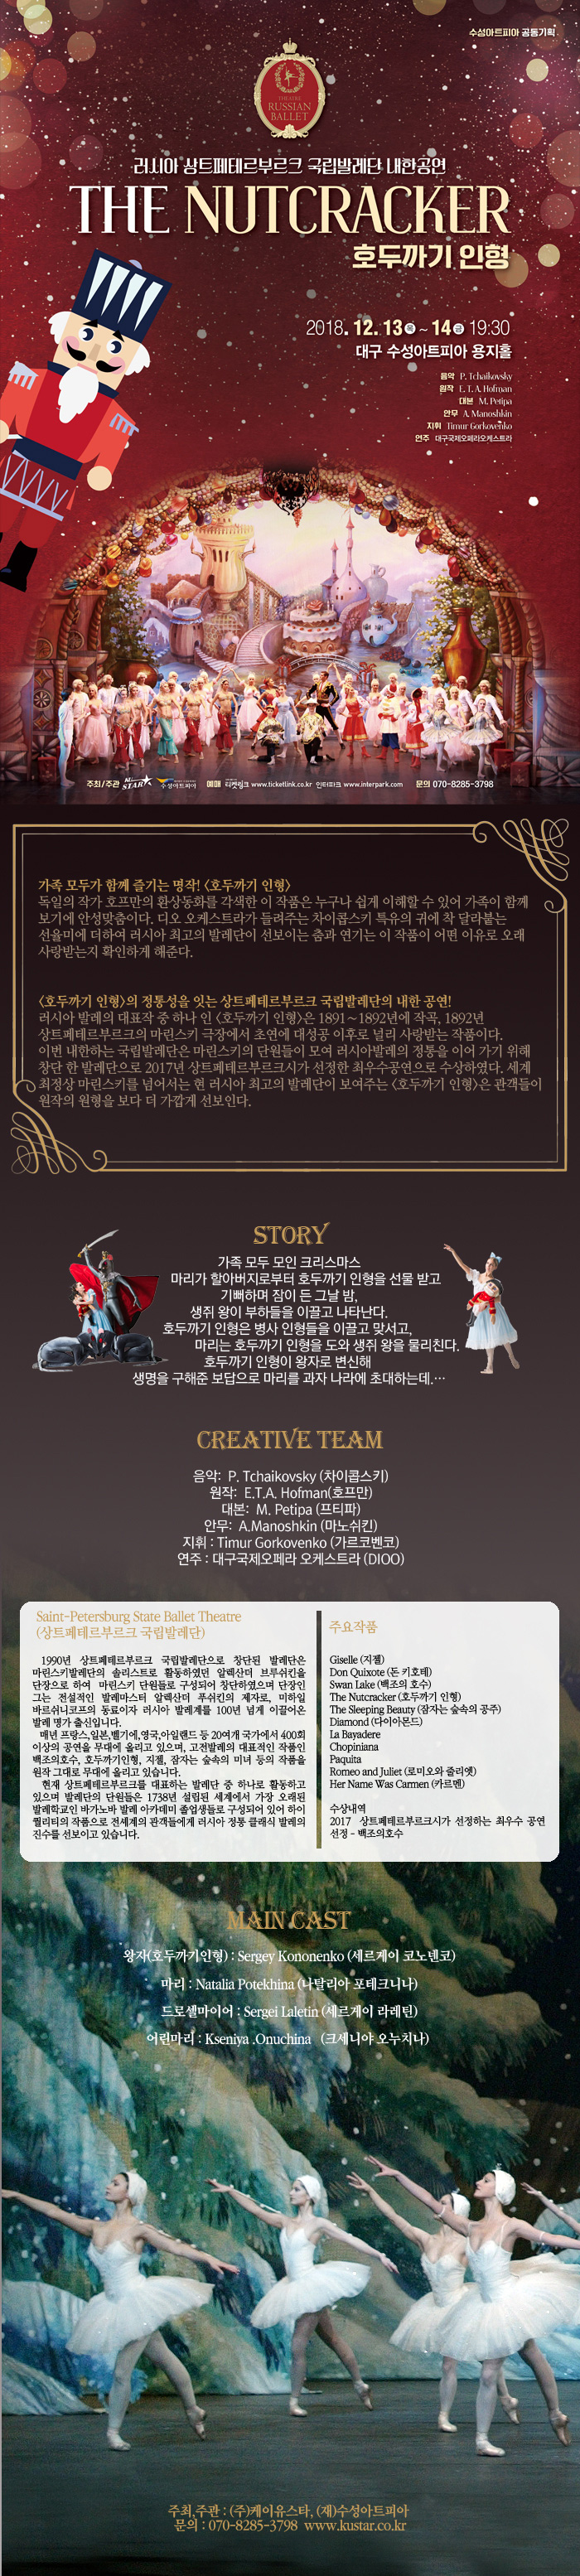 수성아트피아 공동기획
THEATRE
RUSSIAN
BALLET
러시아 상트페테르부르크 국립발레단 내한공연
THE NUTCRACKER
호두까기 인형
2018. 12. 13목 ~ 14금 19:30
대구 수성아트피아 용지홀
음악 P. Tchaikovsky
원작 E. T. A. Hofman
대본 M. Petipa
안무 A. Manoshkin
지휘 Timur Gorkovenko
연주 대구국제오페라오케스트라
주최/주관 STAR 수성아트피아 예매 티켓링크 www.ticketlink.co.kr 인터파크 www.interpark.com 문의 070-8285-3798
가족 모두가 함께 즐기는 명작! <호두까기 인형>
독일의 작가 호프만의 환상동화를 각색한 이 작품은 누구나 쉽게 이해할 수 있어 가족이 함께
보기에 안성맞춤이다. 디오 오케스트라가 들려주는 차이콥스키 특유의 귀에 착 달라붙는
선율미에 더하여 러시아 최고의 발레단이 선보이는 춤과 연기는 이 작품이 어떤 이유로 오래
사랑받는지 확인하게 해준다.
<호두까기 인형>의 정통성을 잇는 상트페테르부르크 국립발레단의 내한 공연!
러시아 발레의 대표작 중 하나 인 <호두까기 인형>은 1891~1892년에 작곡, 1892년
상트페테르부르크의 마린스키 극장에서 초연에 대성공 이후로 널리 사랑받는 작품이다.
이번 내한하는 국립발레단은 마린스키의 단원들이 모여 러시아발레의 정통을 이어 가기 위해
창단 한 발레단으로 2017년 상트페테르부르크시가 선정한 최우수공연으로 수상하였다. 세계
최정상 마린스키를 넘어서는 현 러시아 최고의 발레단이 보여주는 <호두까기 인형>은 관객들이
원작의 원형을 보다 더 가깝게 선보인다.
STORY
가족 모두 모인 크리스마스
마리가 할아버지로부터 호두까기 인형을 선물 받고
기뻐하며 잠이 든 그날 밤,
생쥐 왕이 부하들을 이끌고 나타난다.
호두까기 인형은 병사 인형들을 이끌고 맞서고,
마리는 호두까기 인형을 도와 생쥐 왕을 물리친다.
호두까기 인형이 왕자로 변신해
생명을 구해준 보답으로 마리를 과자 나라에 초대하는데....
CREATIVE TEAM
음악: P. Tchaikovsky (차이콥스키)
원작: E.T.A. Hofman(호프만)
대본: M. Petipa (프티파)
안무: A.Manoshkin (마노쉬킨)
지휘 : Timur Gorkovenko (가르코벤코)
연주 : 대구국제오페라 오케스트라 (DIOO)
Saint-Petersburg State Ballet Theatre
(상트페테르부르크 국립발레단)
1990년 상트페테르부르크 국립발레단으로 창단된 발레단은
마린스키발레단의 솔리스트로 활동하였던 알렉산더 브루쉬킨을
단장으로 하여 마린스키 단원들로 구성되어 창단하였으며 단장인
그는 전설적인 발레마스터 알렉산더 푸쉬킨의 제자로, 미하일
바르쉬니코프의 동료이자 러시아 발레계를 100년 넘게 이끌어온
발레 명가 출신입니다.
매년 프랑스,일본,벨기에,영국,아일랜드 등 20여개 국가에서 400회
이상의 공연을 무대에 올리고 있으며, 고전발레의 대표적인 작품인
백조의호수, 호두까기인형, 지젤, 잠자는 숲속의 미녀 등의 작품을
원작 그대로 무대에 올리고 있습니다.
현재 상트페테르부르크를 대표하는 발레단 중 하나로 활동하고
있으며 발레단의 단원들은 1738년 설립된 세계에서 가장 오래된
발레학교인 바가노바 발레 아카데미 졸업생들로 구성되어 있어 하이
퀄리티의 작품으로 전세계의 관객들에게 러시아 정통 클래식 발레의
진수를 선보이고 있습니다.
주요작품
Giselle (지젤)
Don Quixote (돈 키호테)
Swan Lake (백조의 호수)
The Nutcracker (호두까기 인형)
The Sleeping Beauty (잠자는 숲속의 공주)
Diamond (다이아몬드)
La Bayadere
Chopiniana
Paquita
Romeo and Juliet (로미오와 줄리엣)
Her Name Was Carmen (카르멘)
수상내역
2017 상트페테르부르크시가 선정하는 최우수 공연
선정 - 백조의호수
MAIN CAST
왕자(호두까기인형) : Sergey Kononenko (세르게이 코노넨코)
마리 : Natalia Potekhina (나탈리아 포테크니나)
드로셀마이어 : Sergei Laletin (세르게이 라레틴)
어린마리 : Kseniya .Onuchina (크세니야 오누치나)
주최,주관 : (주)케이유스타, (재)수성아트피아
문의 : 070-8285-3798 www.kustar.co.kr